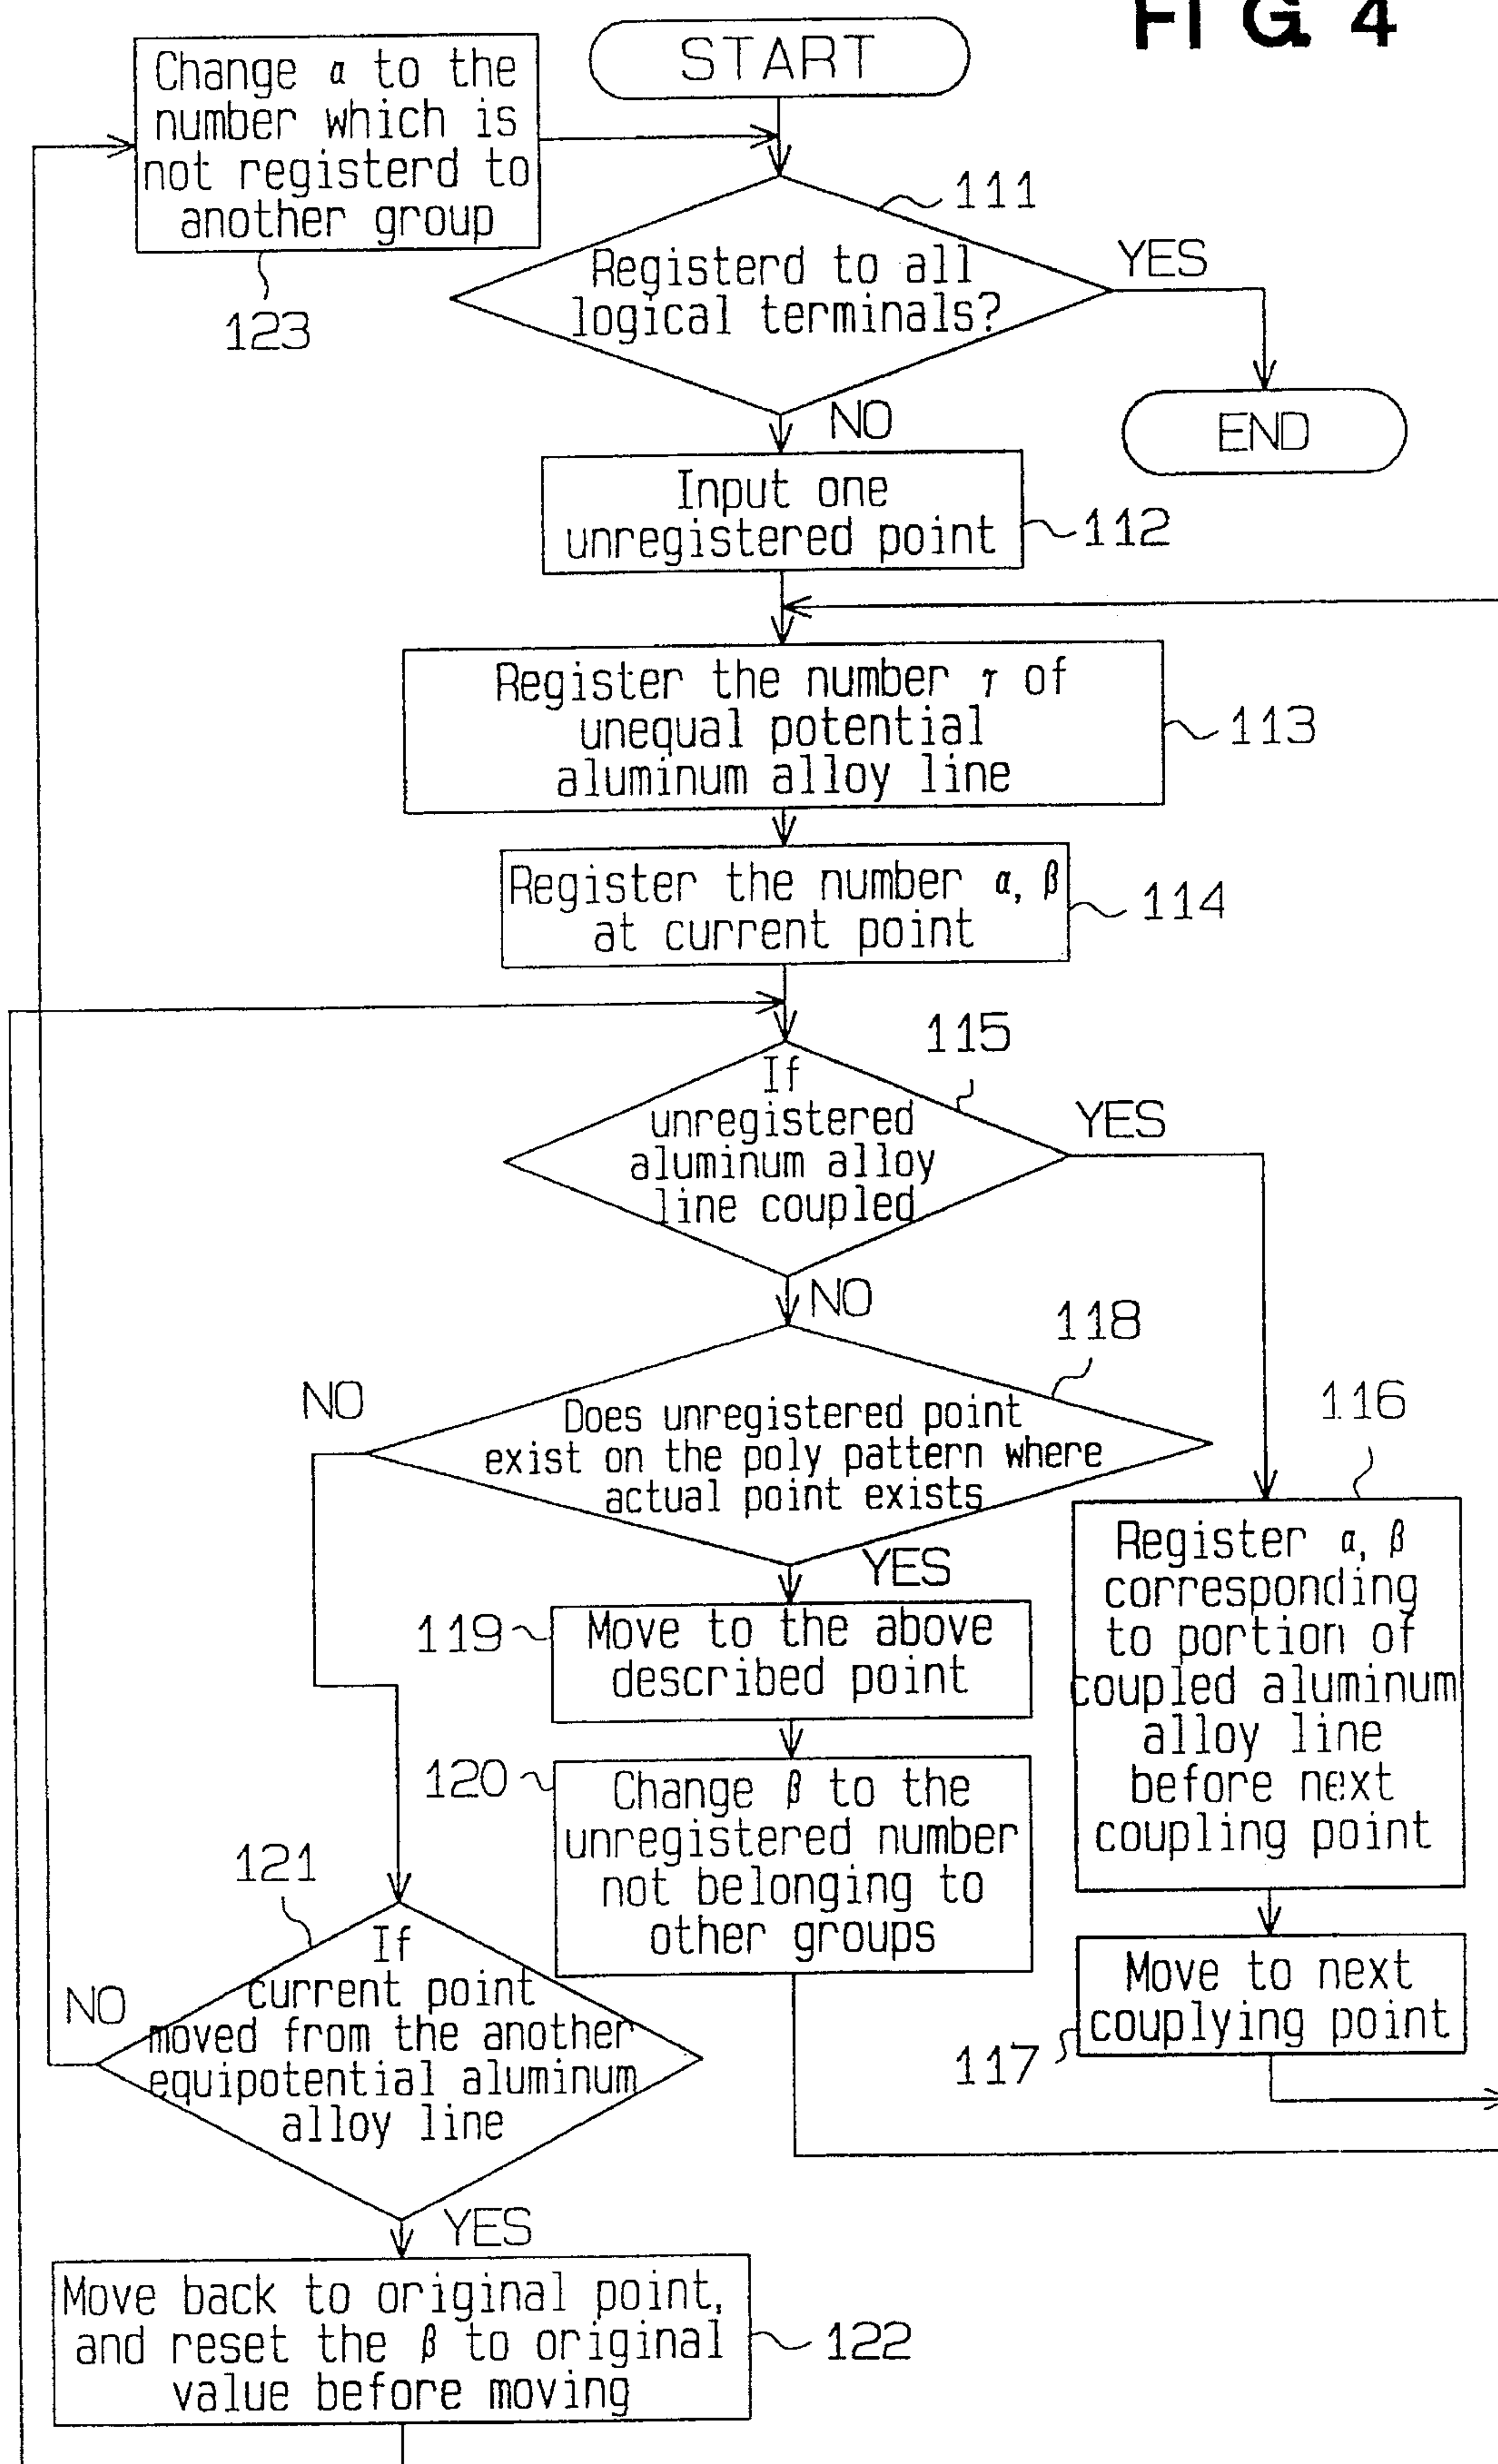 FIG. 4
START
Change α to the
number which is
not registerd to
another group
123
111
Registerd to all
logical terminals?
YES
END
NO
Input one
unregistered point
112
Register the number γ of
unequal potential
aluminum alloy line
113
Register the number α, β
at current point
114
115
If
unregistered
aluminum alloy
line coupled
YES
NO
118
Does unregistered point
exist on the poly pattern where
actual point exists
NO
YES
116
Register α, β
corresponding
to portion of
coupled aluminum
alloy line
before next
coupling point
119
Move to the above
described point
120
Change β to the
unregistered number
not belonging to
other groups
Move to next
couplying point
117
121
If
current point
moved from the another
equipotential aluminum
alloy line
NO
YES
Move back to original point,
and reset the β to original
value before moving
122